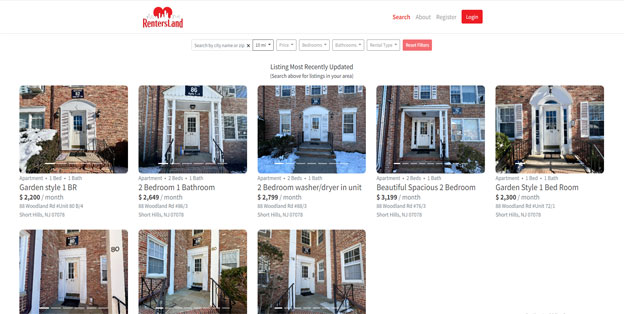 RentersLand
Search About Register Login
Search by city name or zip 10 mi Price Bedrooms Bathrooms Rental Type Reset Filters
Listing Most Recently Updated
(Search above for listings in your area)
86
Apartment • 1 Bed • 1 Bath
Garden style 1 BR
$ 2,200 / month
Short Hills, NJ 07078
Apartment • 2 Beds • 1 Bath
2 Bedroom 1 Bathroom
$ 2,649 / month
88 Woodland Rd #86/3
Short Hills, NJ 07078
Apartment • 2 Beds • 1 Bath
2 Bedroom washer/dryer in unit
$ 2,799 / month
88 Woodland Rd #88/3
Short Hills, NJ 07078
Apartment • 2 Beds • 1 Bath
Beautiful Spacious 2 Bedroom
$ 3,199 / month
88 Woodland Rd #76/3
Short Hills, NJ 07078
Apartment • 1 Bed • 1 Bath
Garden Style 1 Bed Room
$ 2,300 / month
88 Woodland Rd #Unit 72/1
Short Hills, NJ 07078
80